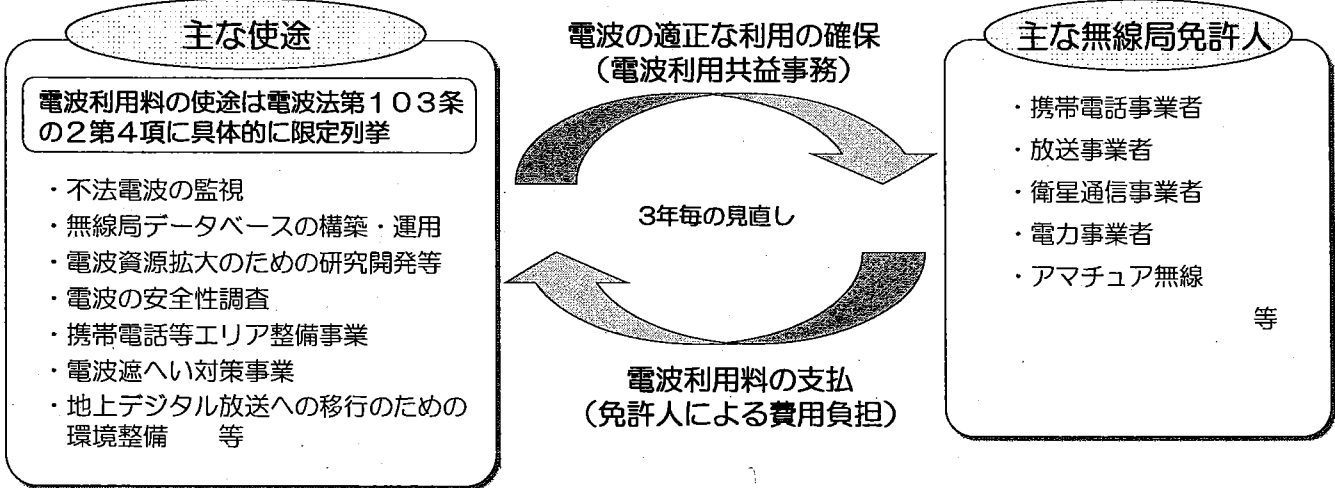 主な使途
電波利用料の使途は電波法第103条
の2第4項に具体的に限定列挙
・不法電波の監視
・無線局データベースの構築・運用
・電波資源拡大のための研究開発等
・電波の安全性調査
・携帯電話等エリア整備事業
・電波遮へい対策事業
・地上デジタル放送への移行のための
環境整備　等
電波の適正な利用の確保
(電波利用共益事務)
3年毎の見直し
電波利用料の支払
(免許人による費用負担)
主な無線局免許人
・携帯電話事業者
・放送事業者
・衛星通信事業者
・電力事業者
・アマチュア無線
等